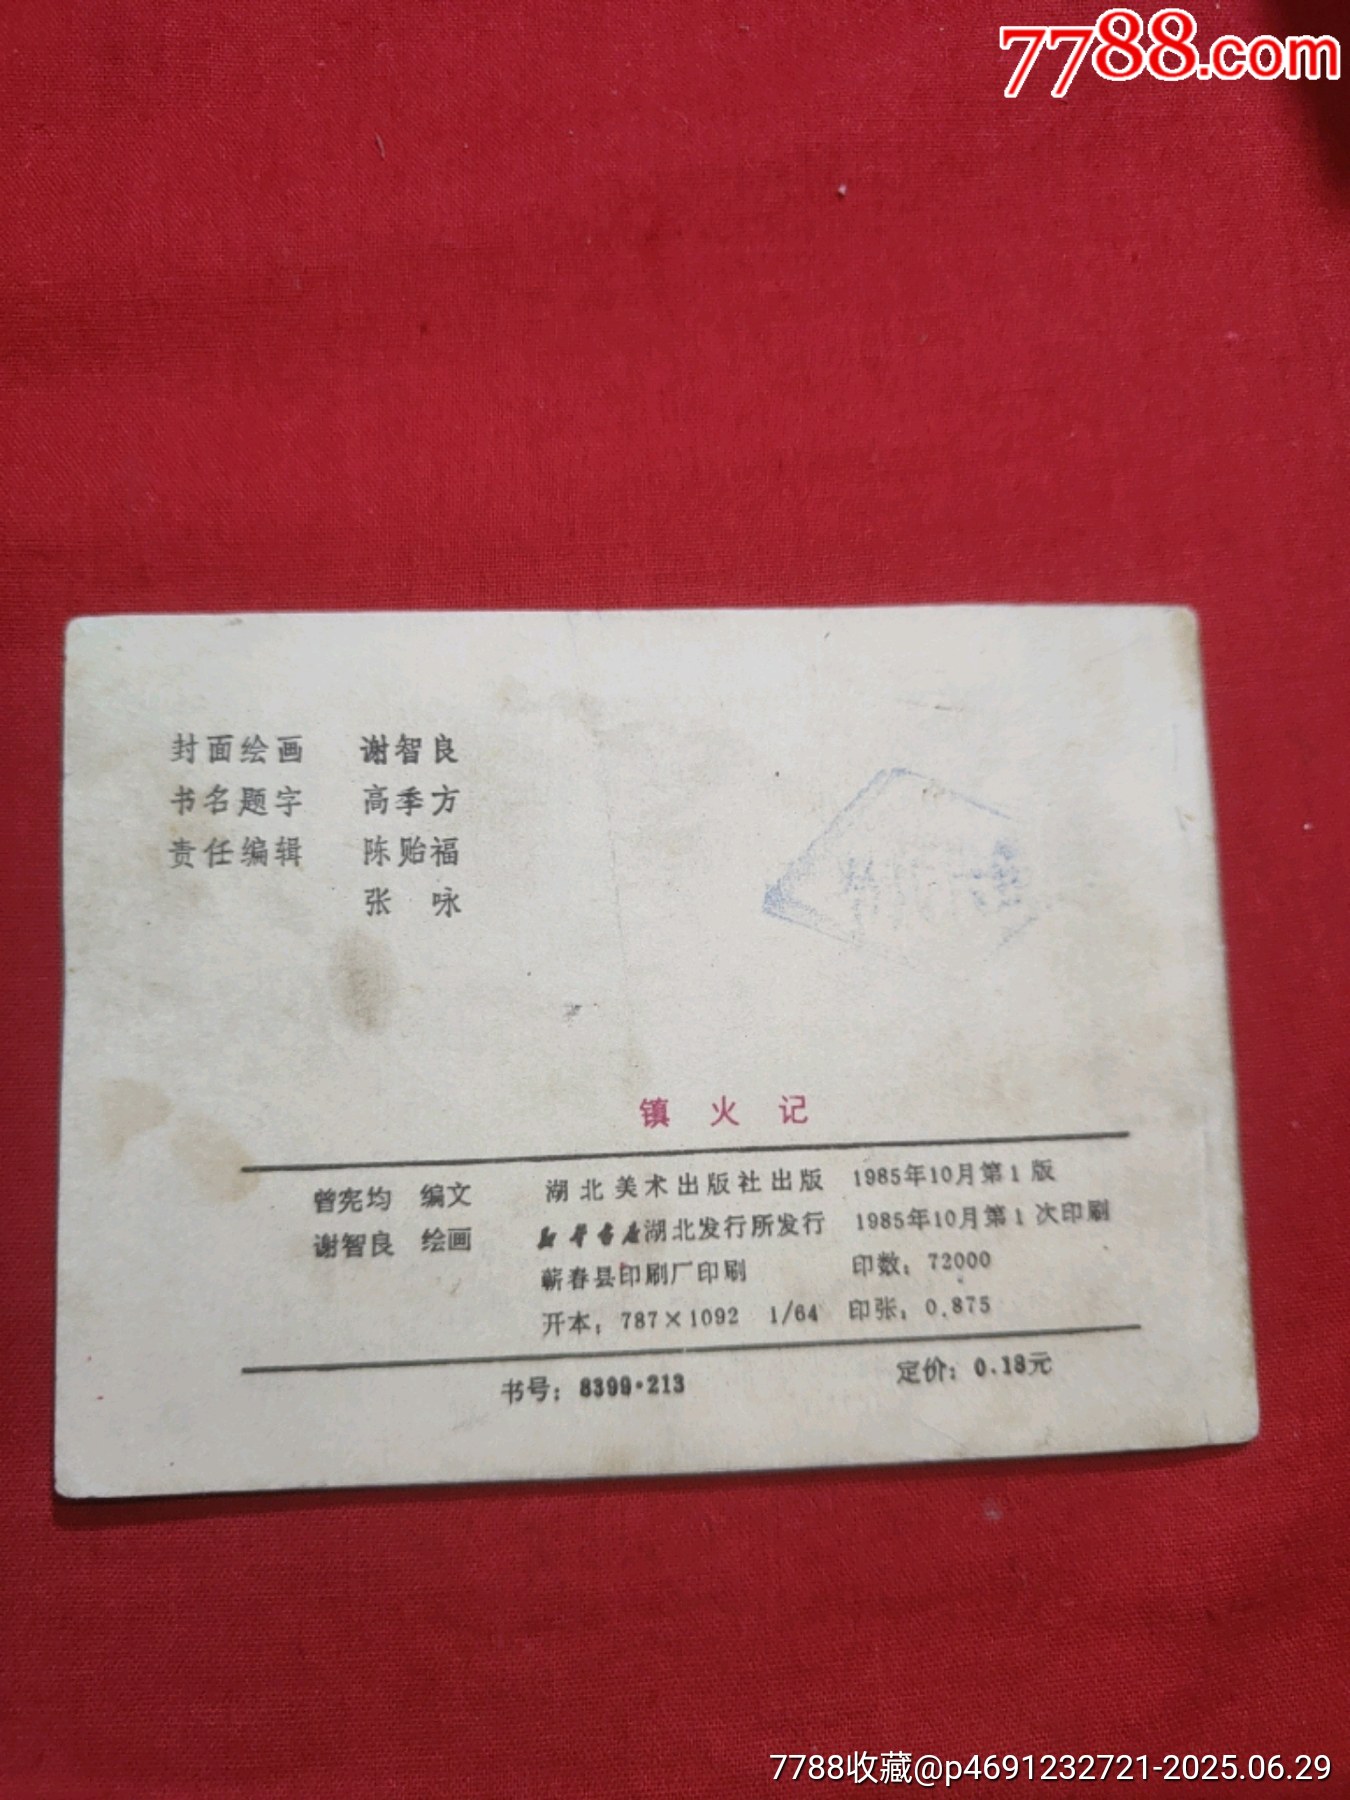 7788.com
封面绘画 谢智良
书名题字 高季方
责任编辑 陈贻福
张 咏
镇火记
曾宪均 编文 湖北美术出版社出版 1985年10月第1版
谢智良 绘画 新华书店湖北发行所发行 1985年10月第1次印刷
蕲春县印刷厂印刷 印数：72000
开本：787×1092 1/64 印张：0.875
书号：8399·213 定价：0.18元
7788收藏@p4691232721-2025.06.29